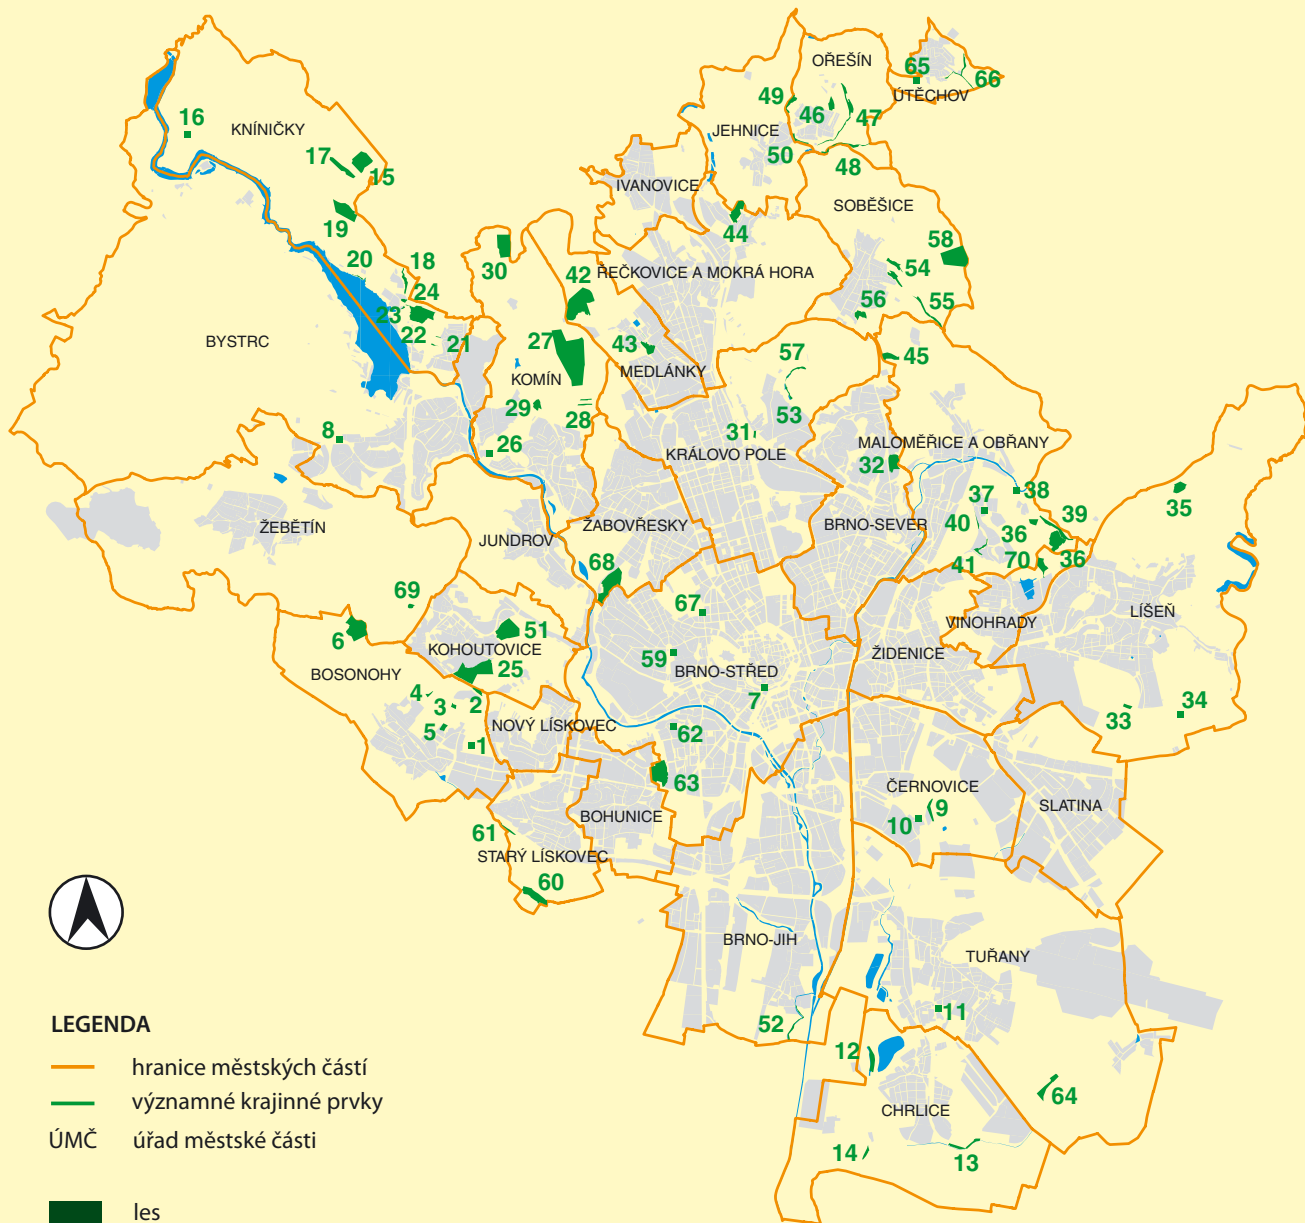 OŘEŠÍN
65
66
ÚTĚCHOV
49
46
47
JEHNICE
16
KNÍNIČKY
50
48
17
15
IVANOVICE
SOBĚŠICE
19
44
58
20
18
30
42
ŘEČKOVICE A MOKRÁ HORA
54
24
56
55
23
22
21
BYSTRC
27
43
MEDLÁNKY
57
45
KOMÍN
29
28
53
8
26
31
KRÁLOVO POLE
MALOMĚŘICE A OBŘANY
32
37
38
35
ŽEBĚTÍN
JUNDROV
ŽABOVŘESKY
BRNO-SEVER
40
36
39
41
70
36
68
69
67
LÍŠEŇ
VINOHRADY
6
51
KOHOUTOVICE
59
ŽIDENICE
BOSONOHY
25
BRNO-STŘED
4
3
2
7
34
33
5
1
NOVÝ LÍSKOVEC
62
63
ČERNOVICE
SLATINA
BOHUNICE
10
9
61
STARÝ LÍSKOVEC
60
BRNO-JIH
TUŘANY
11
52
12
64
CHRLICE
14
13
LEGENDA
hranice městských částí
významné krajinné prvky
ÚMČ úřad městské části
les